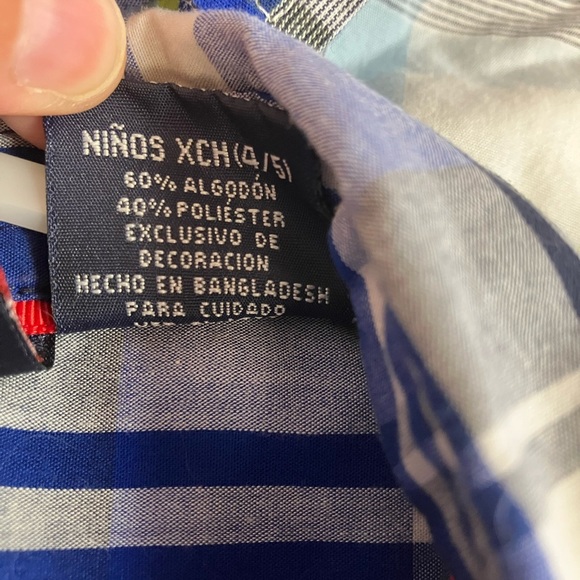 NIÑOS XCH(4/5)
60% ALGODÓN
40% POLIÉSTER
EXCLUSIVO DE
DECORACION
HECHO EN BANGLADESH
PARA CUIDADO